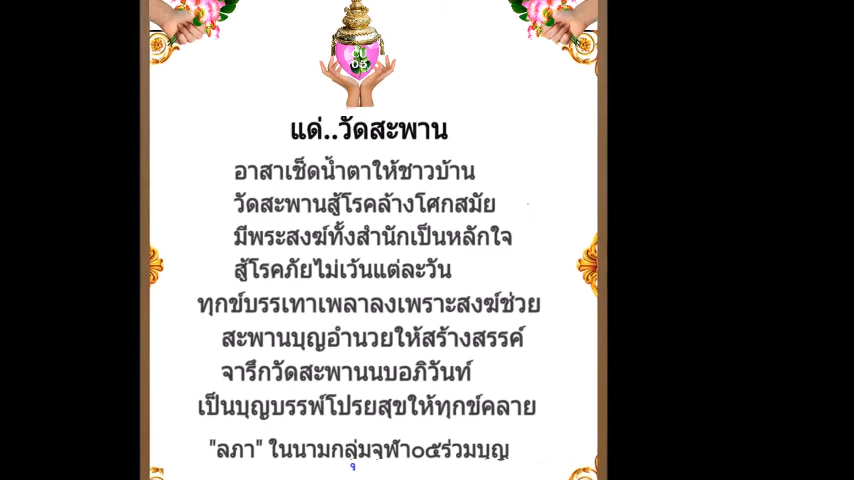 CU
05
แด่..วัดสะพาน
อาสาเช็ดน้ำตาให้ชาวบ้าน
วัดสะพานสู้โรคล้างโศกสมัย
มีพระสงฆ์ทั้งสำนักเป็นหลักใจ
สู้โรคภัยไม่เว้นแต่ละวัน
ทุกข์บรรเทาเพลาลงเพราะสงฆ์ช่วย
สะพานบุญอำนวยให้สร้างสรรค์
จารึกวัดสะพานนบอภิวันท์
เป็นบุญบรรพ์โปรยสุขให้ทุกข์คลาย
"ลภา" ในนามกลุ่มจุฬา๐๕ร่วมบุญ